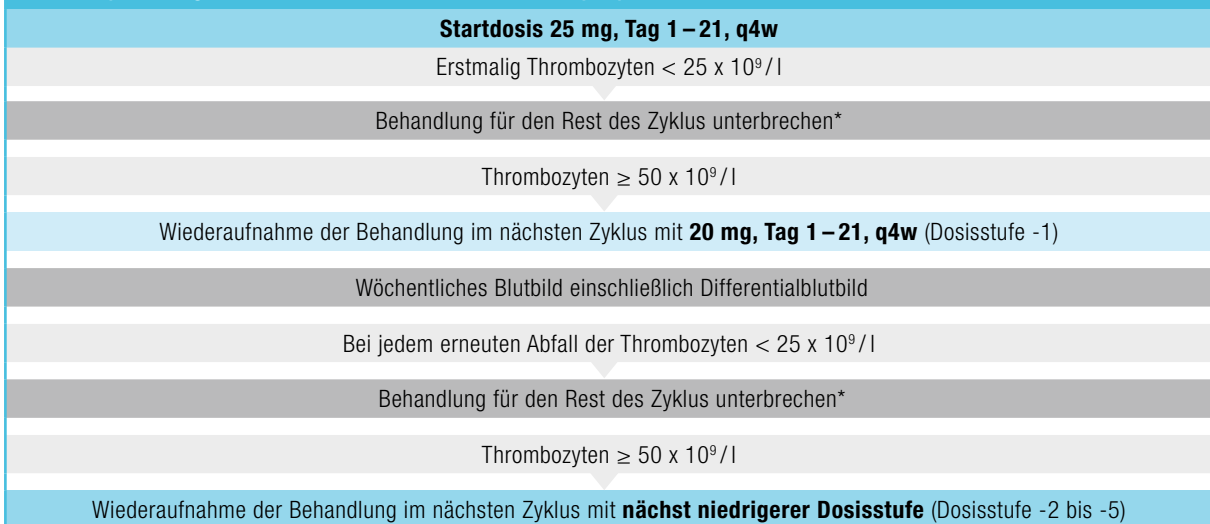 Startdosis 25 mg, Tag 1 – 21, q4w
Erstmalig Thrombozyten < 25 x 10⁹/ l
Behandlung für den Rest des Zyklus unterbrechen*
Thrombozyten ≥ 50 x 10⁹/ l
Wiederaufnahme der Behandlung im nächsten Zyklus mit 20 mg, Tag 1 – 21, q4w (Dosisstufe -1)
Wöchentliches Blutbild einschließlich Differentialblutbild
Bei jedem erneuten Abfall der Thrombozyten < 25 x 10⁹/ l
Behandlung für den Rest des Zyklus unterbrechen*
Thrombozyten ≥ 50 x 10⁹/ l
Wiederaufnahme der Behandlung im nächsten Zyklus mit nächst niedrigerer Dosisstufe (Dosisstufe -2 bis -5)